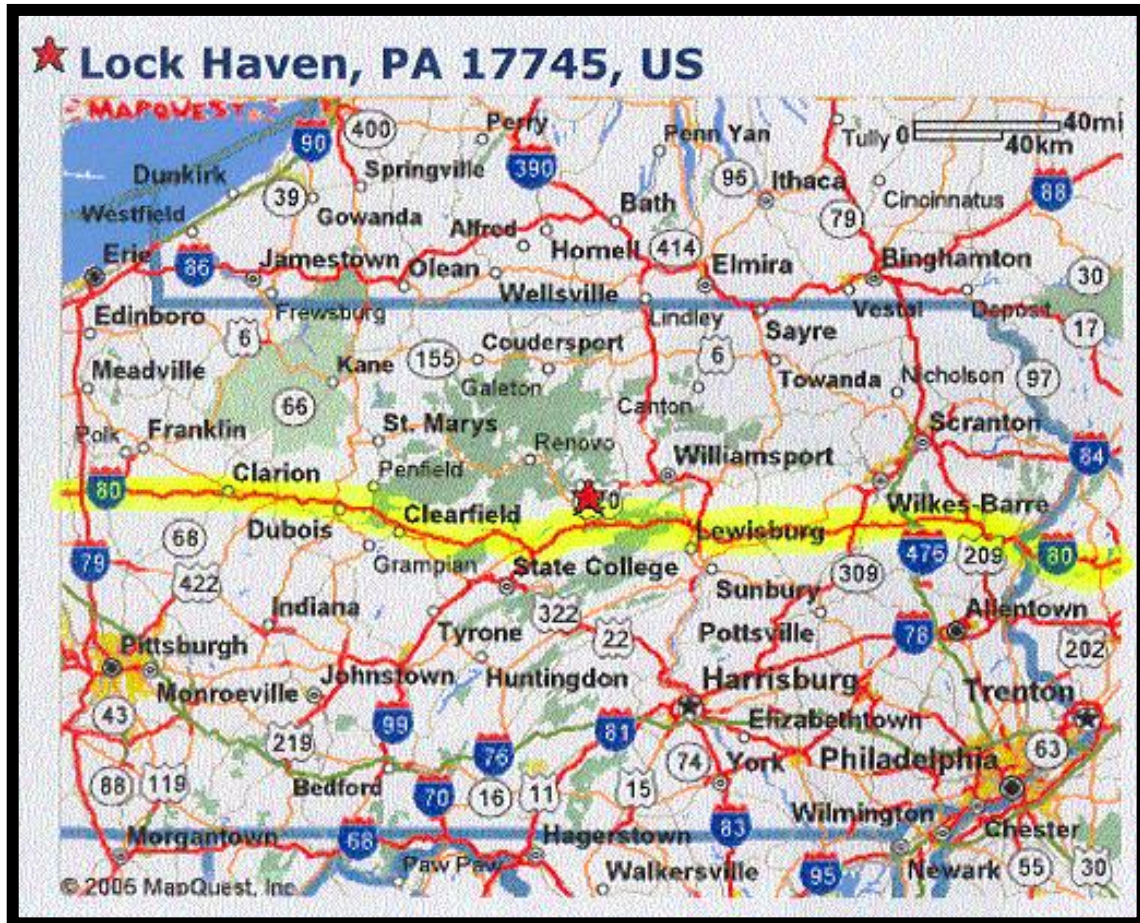 Lock Haven, PA 17745, US
MAPQUEST
90
400
Perry
390
Penn Yan
Tully
0
40mi
40km
Dunkirk
39
Springville
96
Ithaca
Cincinnatus
88
Westfield
Gowanda
Alfred
Bath
79
Erie
86
Jamestown
Olean
Hornell
414
Elmira
Binghamton
30
Edinboro
Frewsburg
Wellsville
Lindley
Sayre
Vestal
Deposit
17
6
Meadville
Kane
155
Coudersport
6
Galeton
Towanda
Nicholson
97
66
Canton
Polk
Franklin
St. Marys
Renovo
Scranton
84
Penfield
Williamsport
80
Clarion
Wilkes-Barre
Dubois
Clearfield
Lewisburg
68
79
Grampian
State College
476
209
80
422
309
Indiana
322
Sunbury
Allentown
Tyrone
22
Pottsville
78
202
Pittsburgh
Monroeville
Johnstown
Huntingdon
Harrisburg
Trenton
43
99
81
Elizabethtown
219
76
74
York
Philadelphia
63
88
119
Bedford
70
16
11
15
Wilmington
Morgantown
68
Hagerstown
83
Chester
Paw Paw
Walkersville
95
Newark
55
30
© 2006 MapQuest, Inc